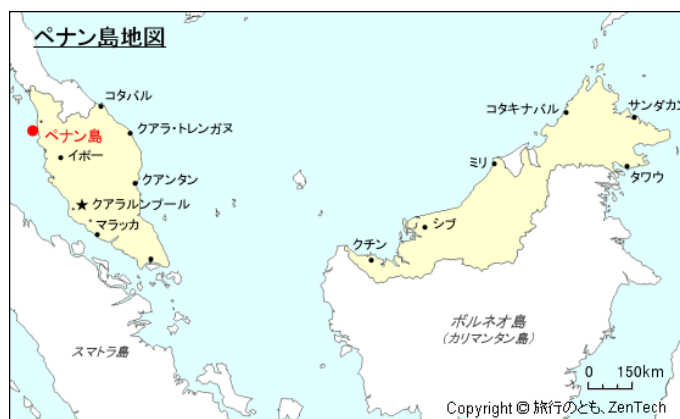 ペナン島地図
コタバル
コタキナバル
サンダカン
ペナン島
クアラ・トレンガヌ
イポー
ミリ
タワウ
クアンタン
クアラルンプール
マラッカ
シブ
クチン
ボルネオ島
(カリマンタン島)
スマトラ島
0 150km
Copyright © 旅行のとも、ZenTech